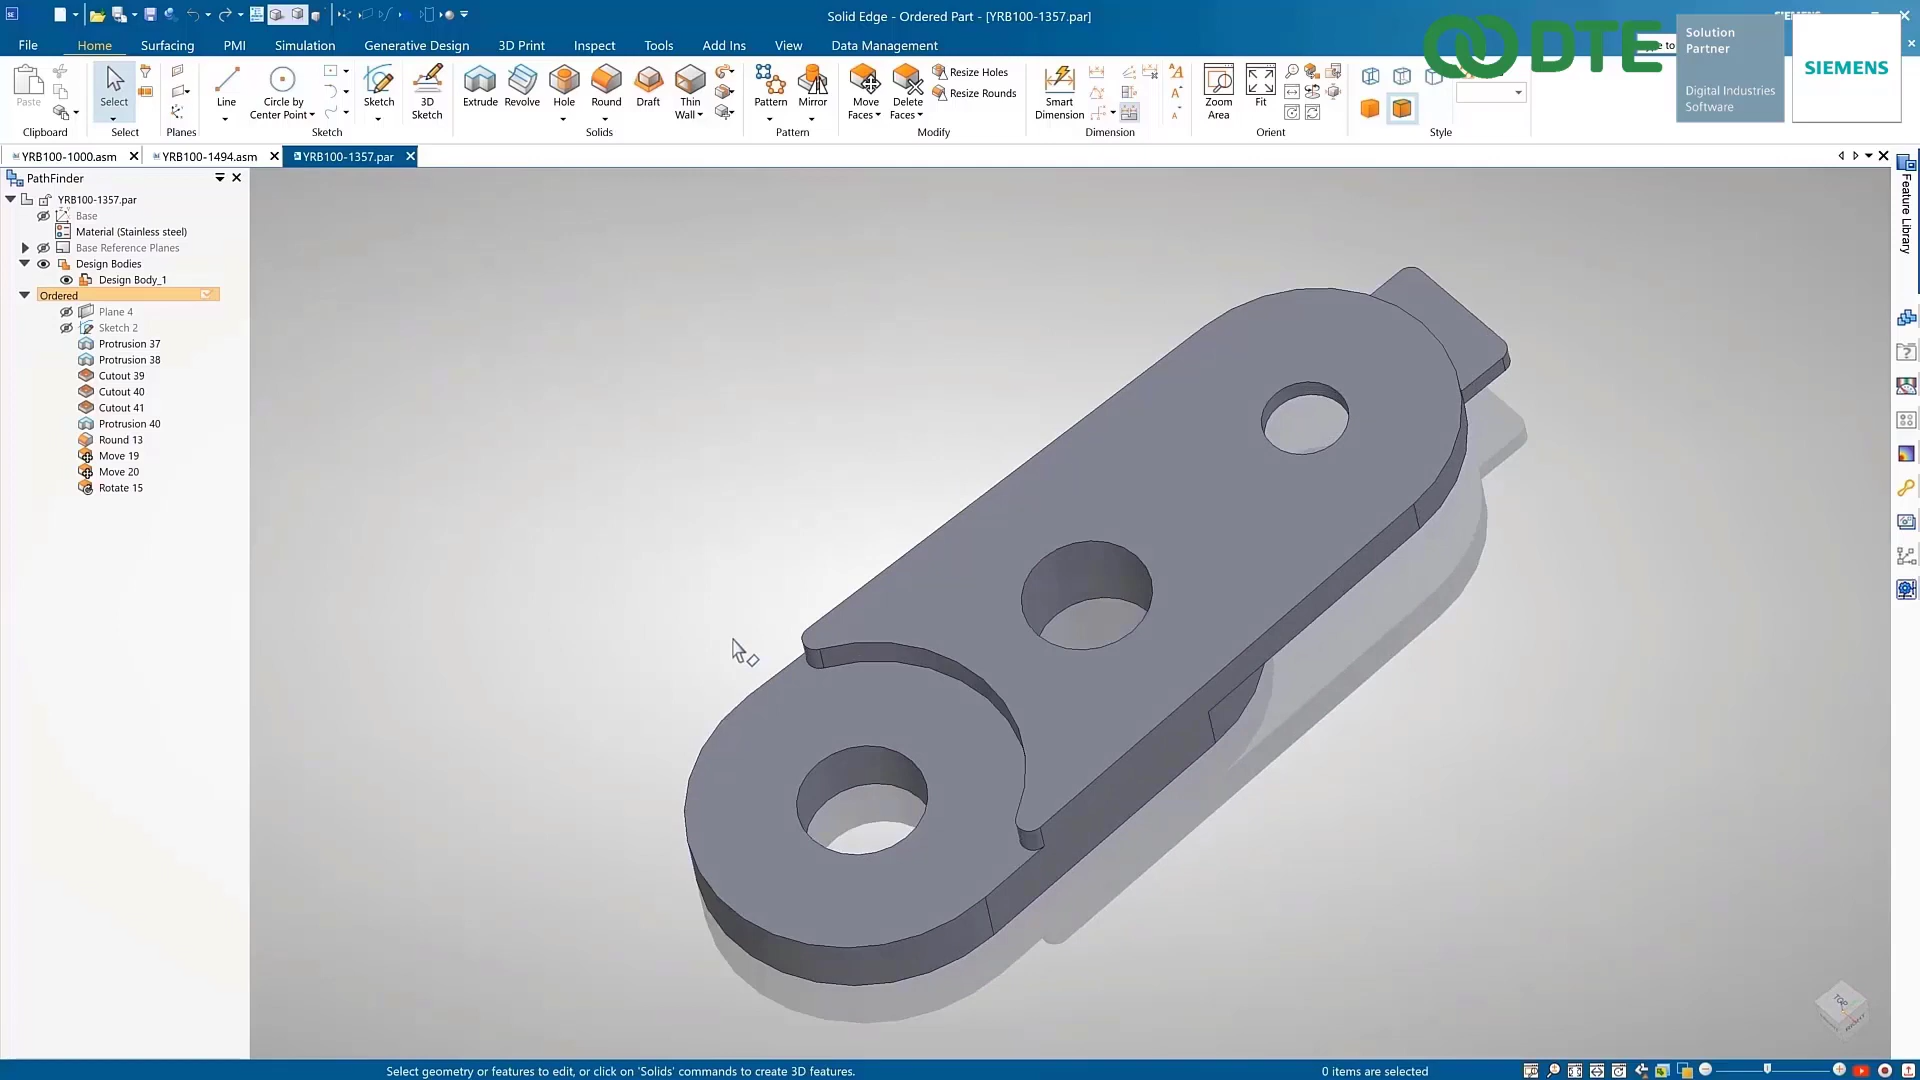 Solid Edge - Ordered Part - [YRB100-1357.par]
File Home Surfacing PMI Simulation Generative Design 3D Print Inspect Tools Add Ins View Data Management
DTE
Solution
Partner
Digital Industries
Software
SIEMENS
Paste
Clipboard
Select
Select
Planes
Line
Circle by
Center Point
Sketch
3D
Sketch
Sketch
Extrude
Revolve
Hole
Round
Draft
Thin
Wall
Solids
Pattern
Mirror
Pattern
Move
Faces
Delete
Faces
Resize Holes
Resize Rounds
Modify
Smart
Dimension
Dimension
Zoom
Area
Fit
Orient
Style
YRB100-1000.asm
YRB100-1494.asm
YRB100-1357.par
PathFinder
YRB100-1357.par
Base
Material (Stainless steel)
Base Reference Planes
Design Bodies
Design Body_1
Ordered
Plane 4
Sketch 2
Protrusion 37
Protrusion 38
Cutout 39
Cutout 40
Cutout 41
Protrusion 40
Round 13
Move 19
Move 20
Rotate 15
Feature Library
TOP
Select geometry or features to edit, or click on 'Solids' commands to create 3D features.
0 items are selected